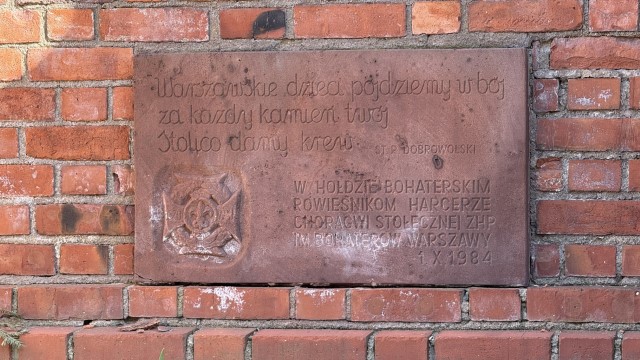 Warszawskie dzieci pójdziemy w bój
za każdy kamień twój
Stolico damy krew.
ST. R. DOBROWOLSKI
W HOŁDZIE BOHATERSKIM
RÓWIEŚNIKOM HARCERZE
CHORĄGWI STOŁECZNEJ ZHP
IM. BOHATERÓW WARSZAWY
1 X 1984